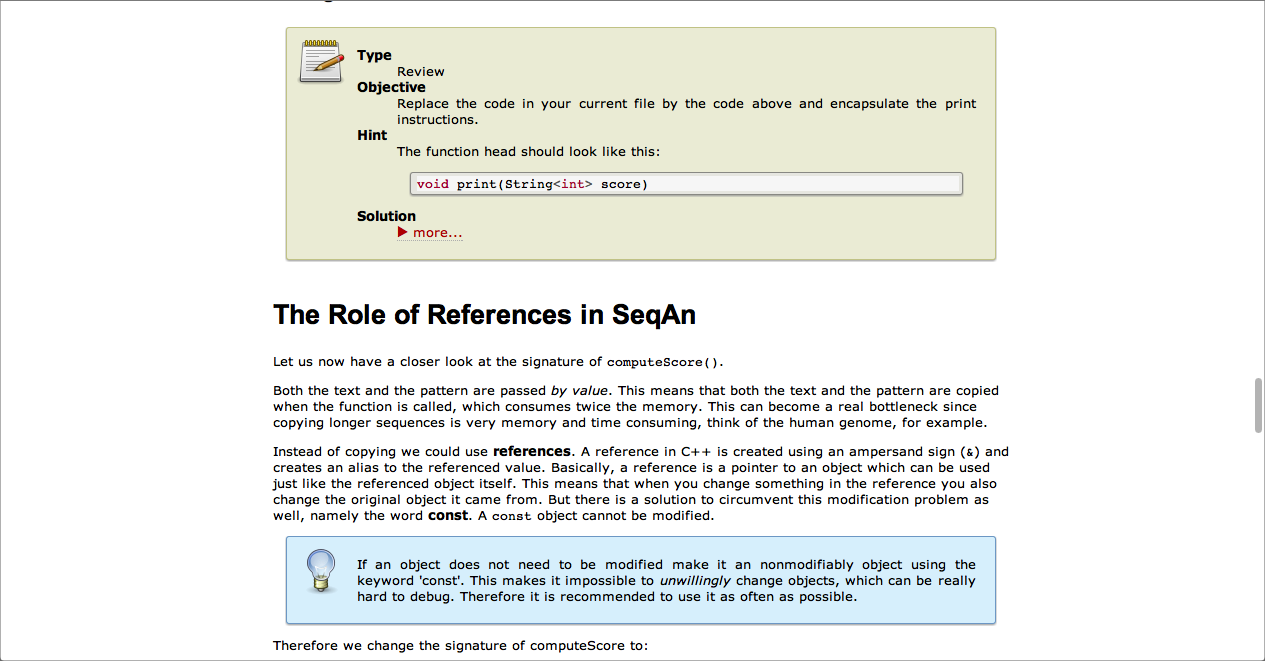 Type
Review
Objective
Replace the code in your current file by the code above and encapsulate the print
instructions.
Hint
The function head should look like this:
void print(String<int> score)
Solution
▶ more...
The Role of References in SeqAn
Let us now have a closer look at the signature of computeScore().
Both the text and the pattern are passed by value. This means that both the text and the pattern are copied
when the function is called, which consumes twice the memory. This can become a real bottleneck since
copying longer sequences is very memory and time consuming, think of the human genome, for example.
Instead of copying we could use references. A reference in C++ is created using an ampersand sign (&) and
creates an alias to the referenced value. Basically, a reference is a pointer to an object which can be used
just like the referenced object itself. This means that when you change something in the reference you also
change the original object it came from. But there is a solution to circumvent this modification problem as
well, namely the word const. A const object cannot be modified.
If an object does not need to be modified make it an nonmodifiably object using the
keyword 'const'. This makes it impossible to unwillingly change objects, which can be really
hard to debug. Therefore it is recommended to use it as often as possible.
Therefore we change the signature of computeScore to: